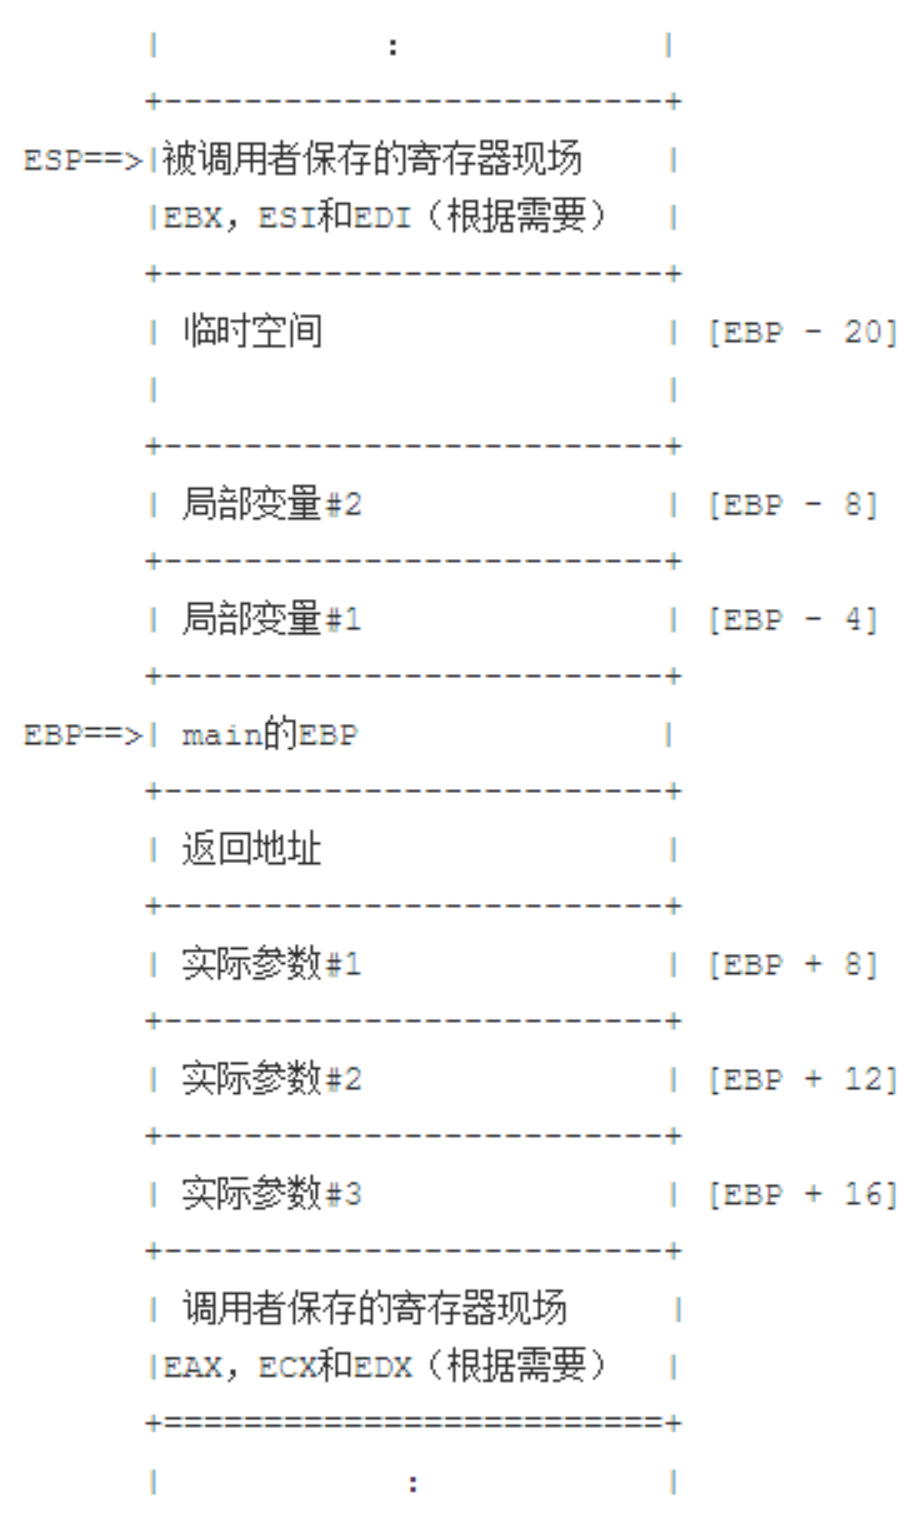 |            :            |
+-------------------------+
ESP==>|被调用者保存的寄存器现场    |
|EBX，ESI和EDI（根据需要）   |
+-------------------------+
| 临时空间                 | [EBP - 20]
|                         |
+-------------------------+
| 局部变量#2               | [EBP - 8]
+-------------------------+
| 局部变量#1               | [EBP - 4]
+-------------------------+
EBP==>| main的EBP               |
+-------------------------+
| 返回地址                 |
+-------------------------+
| 实际参数#1               | [EBP + 8]
+-------------------------+
| 实际参数#2               | [EBP + 12]
+-------------------------+
| 实际参数#3               | [EBP + 16]
+-------------------------+
| 调用者保存的寄存器现场      |
|EAX，ECX和EDX（根据需要）   |
+=========================+
|            :            |